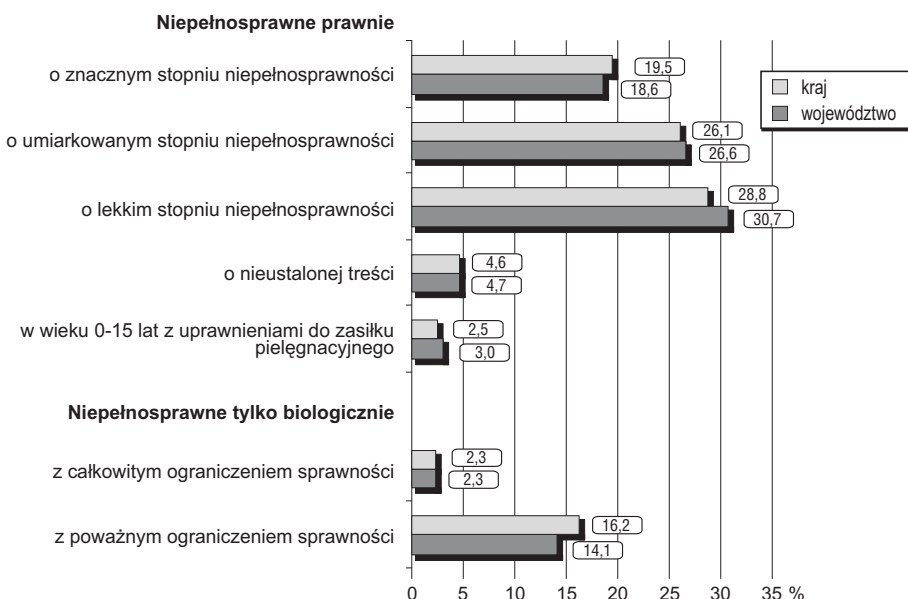 Niepełnosprawne prawnie
o znacznym stopniu niepełnosprawności
19,5
18,6
kraj
województwo
o umiarkowanym stopniu niepełnosprawności
26,1
26,6
o lekkim stopniu niepełnosprawności
28,8
30,7
o nieustalonej treści
4,6
4,7
w wieku 0-15 lat z uprawnieniami do zasiłku
pielęgnacyjnego
2,5
3,0
Niepełnosprawne tylko biologicznie
z całkowitym ograniczeniem sprawności
2,3
2,3
z poważnym ograniczeniem sprawności
16,2
14,1
0 5 10 15 20 25 30 35 %